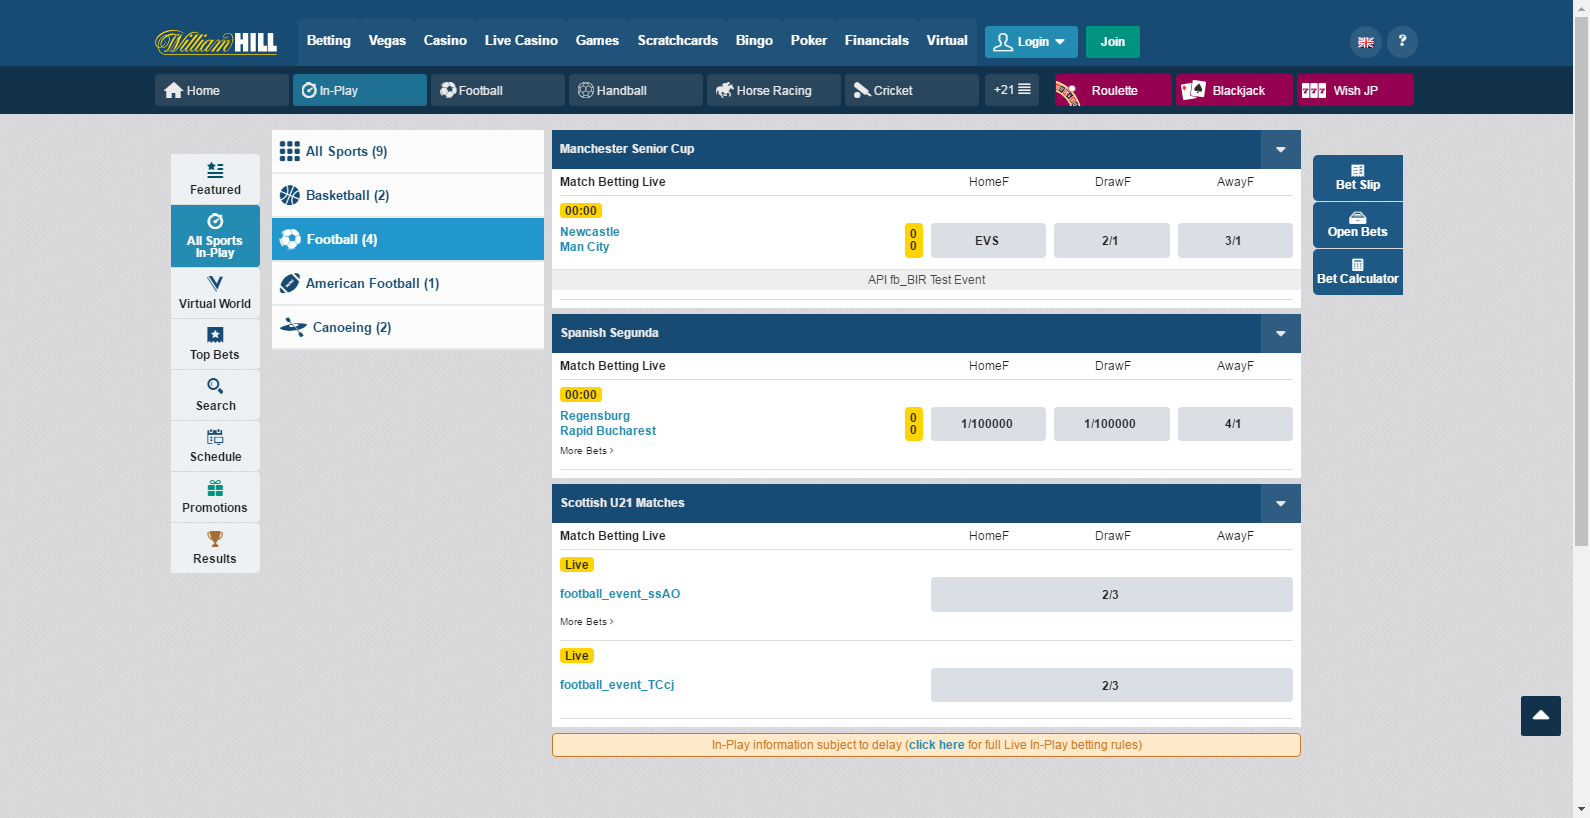 William HILL
Betting
Vegas
Casino
Live Casino
Games
Scratchcards
Bingo
Poker
Financials
Virtual
Login
Join
?
Home
In-Play
Football
Handball
Horse Racing
Cricket
+21
Roulette
777
Blackjack
Wish JP
Featured
All Sports
In-Play
Virtual World
Top Bets
Search
Schedule
Promotions
Results
All Sports (9)
Basketball (2)
Football (4)
American Football (1)
Canoeing (2)
Manchester Senior Cup
Match Betting Live HomeF DrawF AwayF
00:00
Newcastle 0
Man City 0
EVS 2/1 3/1
API fb_BIR Test Event
Spanish Segunda
Match Betting Live HomeF DrawF AwayF
00:00
Regensburg 0
Rapid Bucharest 0
1/100000 1/100000 4/1
More Bets >
Scottish U21 Matches
Match Betting Live HomeF DrawF AwayF
Live
football_event_ssAO 2/3
More Bets >
Live
football_event_TCcj 2/3
In-Play information subject to delay (click here for full Live In-Play betting rules)
Bet Slip
Open Bets
Bet Calculator